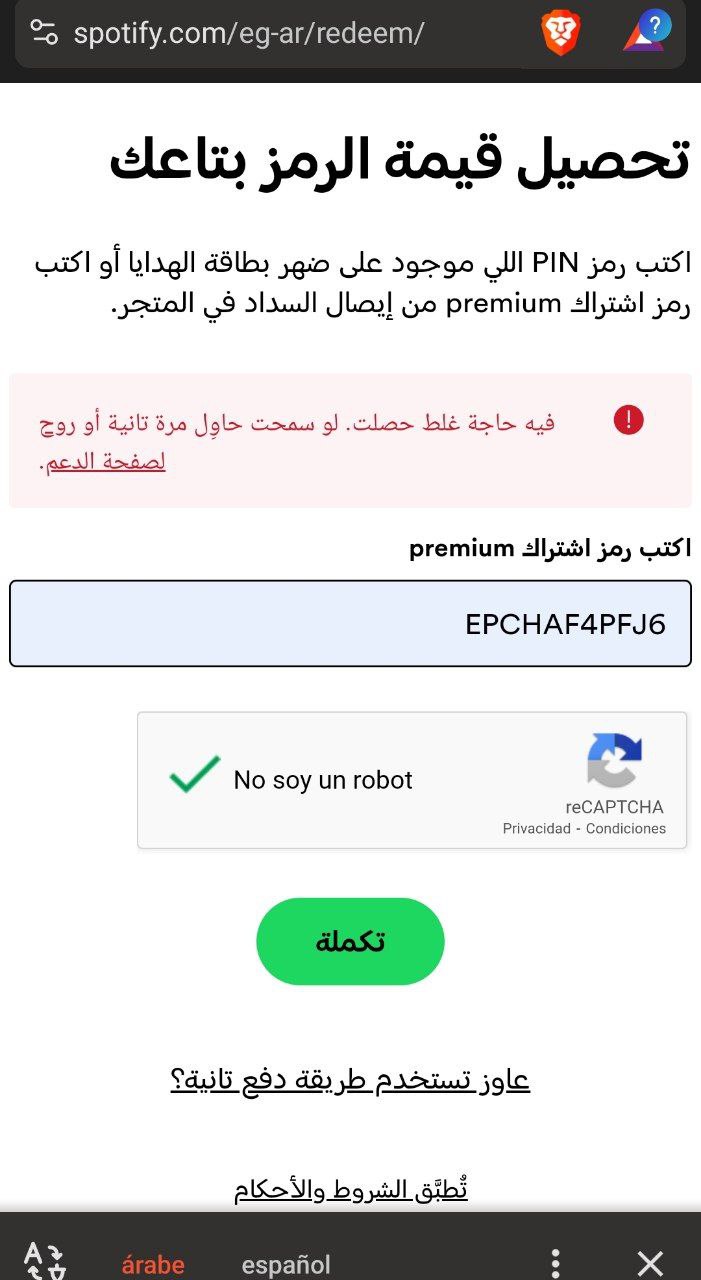 spotify.com/eg-ar/redeem/
?
تحصيل قيمة الرمز بتاعك
اكتب رمز PIN اللي موجود على ضهر بطاقة الهدايا أو اكتب
رمز اشتراك premium من إيصال السداد في المتجر.
فيه حاجة غلط حصلت. لو سمحت حاوِل مرة تانية أو روح
لصفحة الدعم.
اكتب رمز اشتراك premium
EPCHAF4PFJ6
No soy un robot
reCAPTCHA
Privacidad - Condiciones
تكملة
عاوز تستخدم طريقة دفع تانية؟
تُطبَّق الشروط والأحكام
árabe español